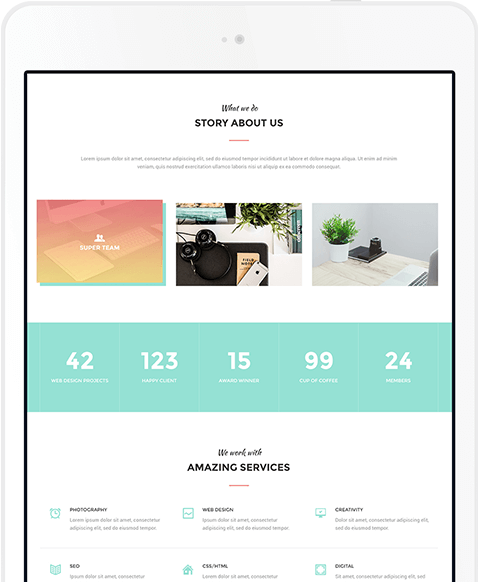 What we do
STORY ABOUT US
Lorem ipsum dolor sit amet, consectetur adipiscing elit, sed do eiusmod tempor incididunt ut labore et dolore magna aliqua. Ut enim ad minim
veniam, quis nostrud exercitation ullamco laboris nisi ut aliquip ex ea commodo consequat.
SUPER TEAM
FIELD NOTES
42
123
15
99
24
WEB DESIGN PROJECTS
HAPPY CLIENT
AWARD WINNER
CUP OF COFFEE
MEMBERS
We work with
AMAZING SERVICES
PHOTOGRAPHY
Lorem ipsum dolor sit amet, consectetur
adipiscing elit, sed do eiusmod tempor.
WEB DESIGN
Lorem ipsum dolor sit amet, consectetur
adipiscing elit, sed do eiusmod tempor.
CREATIVITY
Lorem ipsum dolor sit amet, consectetur
adipiscing elit, sed do eiusmod tempor.
SEO
Lorem ipsum dolor sit amet, consectetur
CSS/HTML
Lorem ipsum dolor sit amet, consectetur
DIGITAL
Lorem ipsum dolor sit amet, consectetur